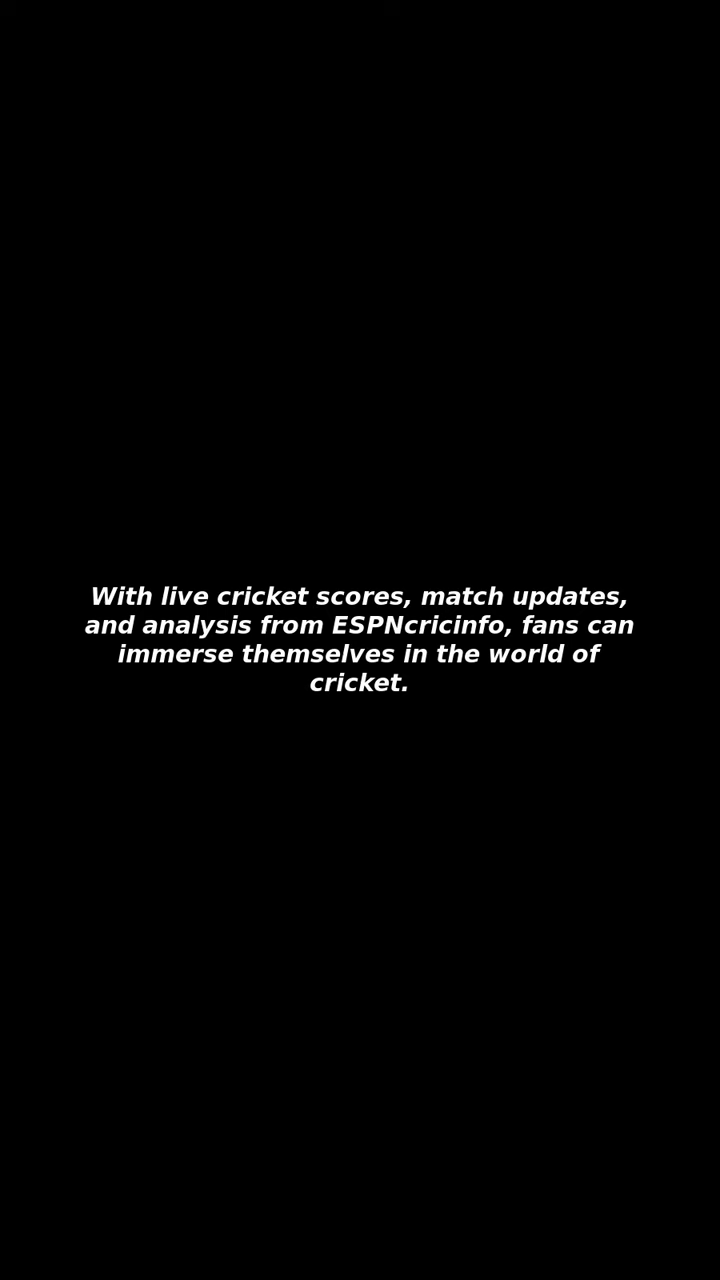 With live cricket scores, match updates,
and analysis from ESPNcricinfo, fans can
immerse themselves in the world of
cricket.